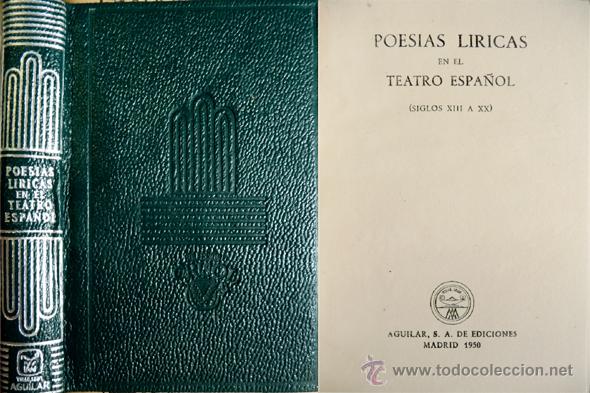 POESIAS
LIRICAS
EN EL
TEATRO
ESPAÑOL
AGUILAR
POESIAS LIRICAS
EN EL
TEATRO ESPAÑOL
(SIGLOS XIII A XX)
AGUILAR, S. A. DE EDICIONES
MADRID 1950
todocoleccion.net